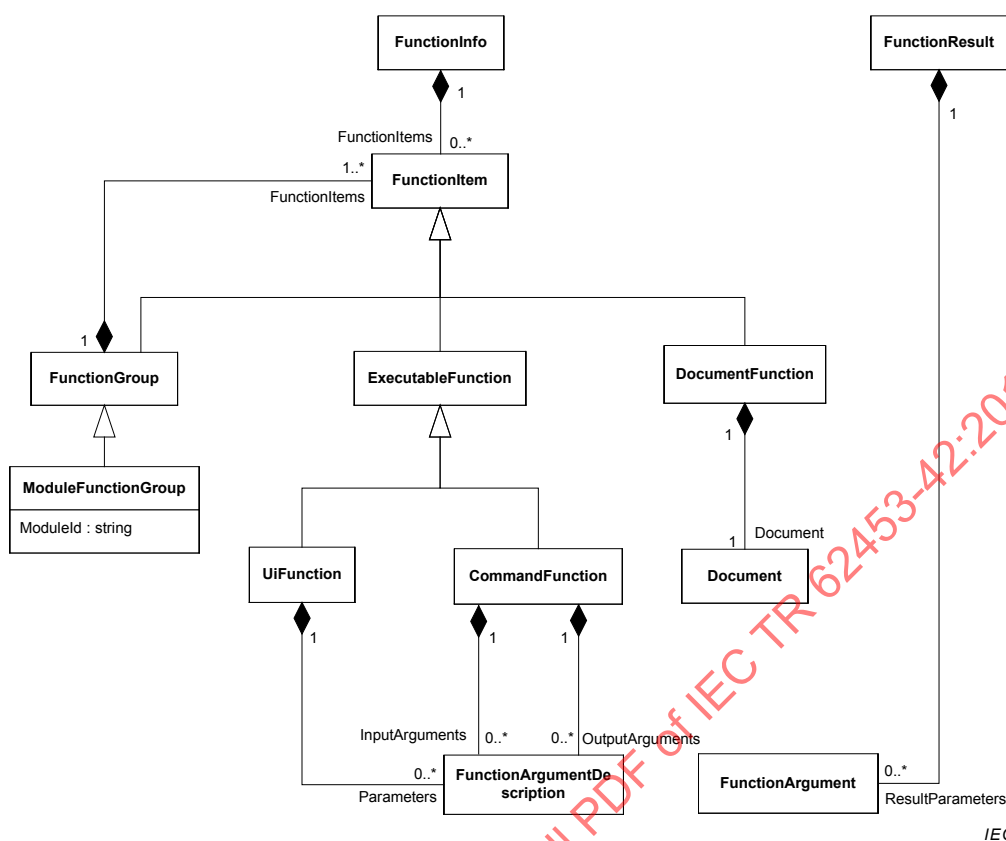 FunctionInfo
FunctionResult
1
1
FunctionItems
0..*
1..*
FunctionItem
FunctionItems
1
FunctionGroup
ExecutableFunction
DocumentFunction
1
ModuleFunctionGroup
ModuleId : string
Document
1
UiFunction
CommandFunction
Document
1
1
1
InputArguments
0..*
0..*
OutputArguments
0..*
FunctionArgumentDe
scription
Parameters
FunctionArgument
0..*
ResultParameters
PDF of IEC TR 62453-42:201
IEC